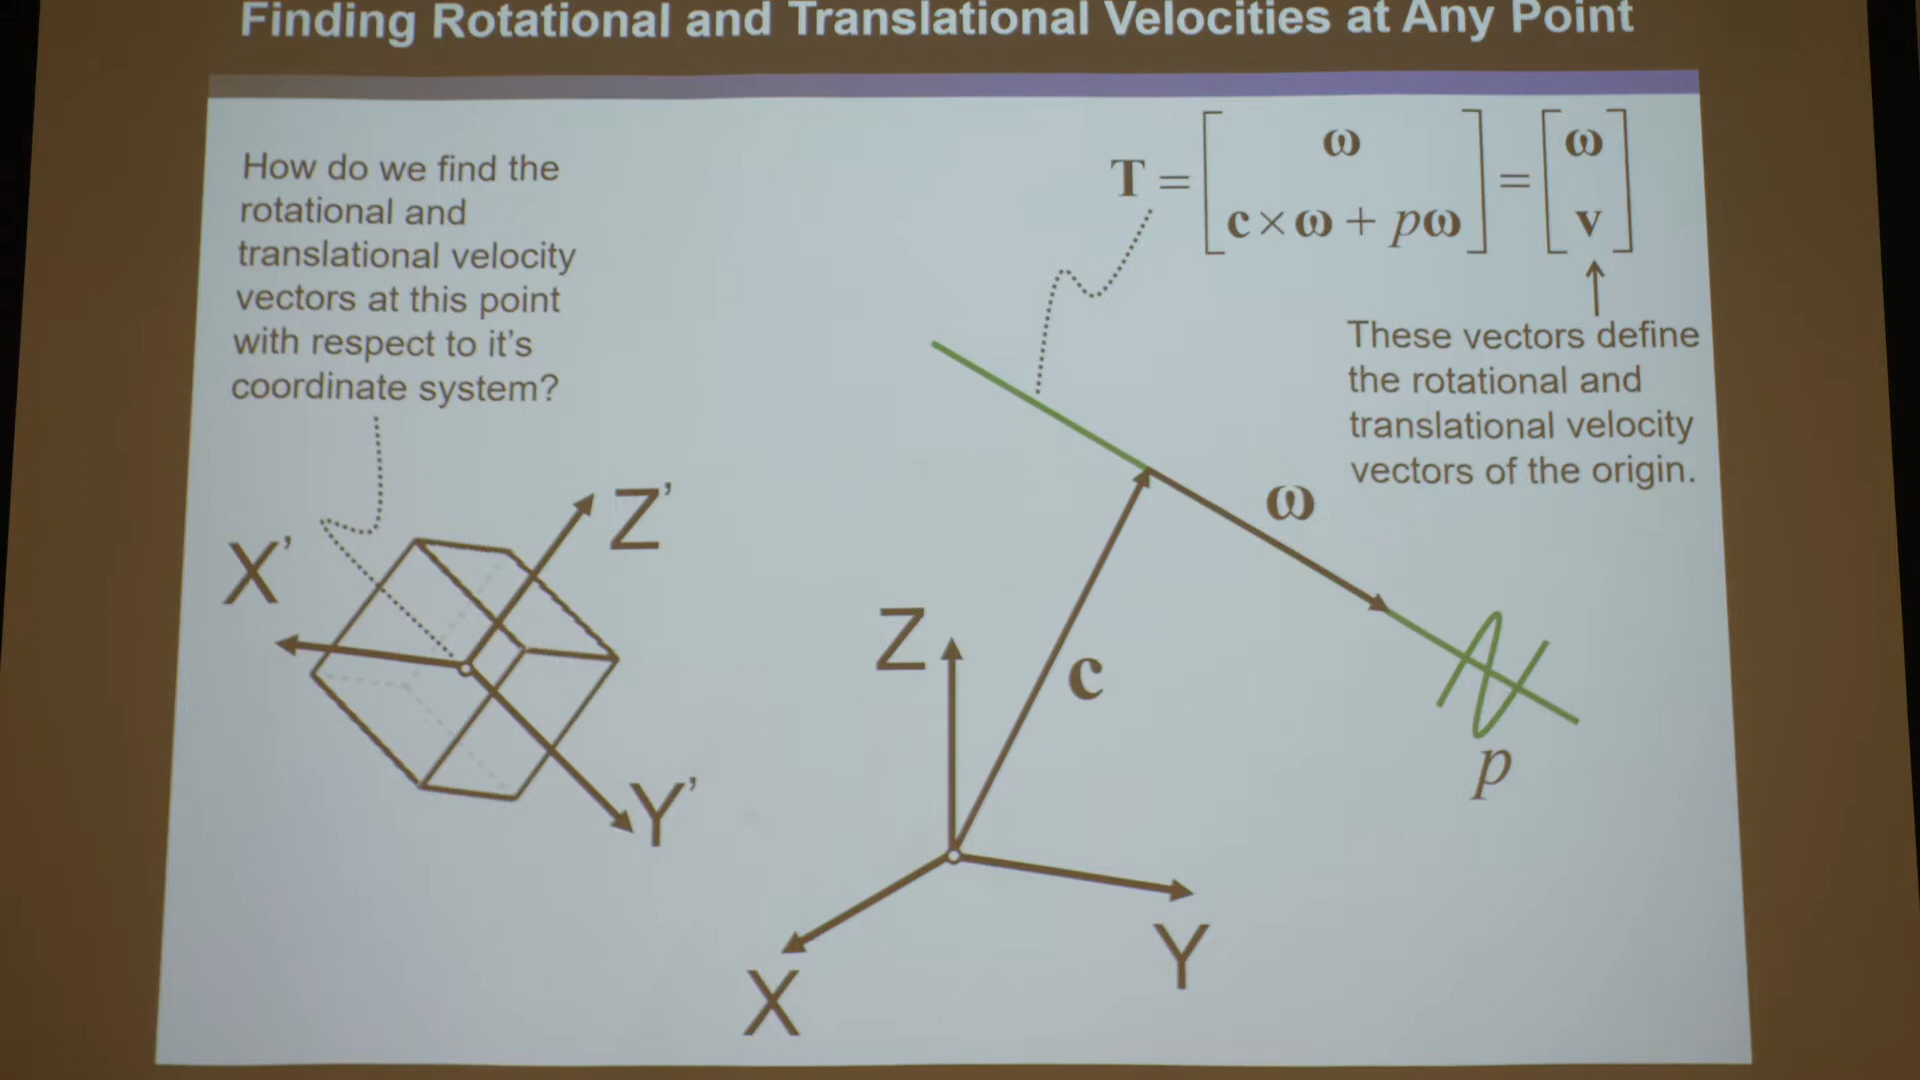 Finding Rotational and Translational Velocities at Any Point
How do we find the
rotational and
translational velocity
vectors at this point
with respect to it's
coordinate system?
T = [ ω
c×ω + pω ] = [ ω
v ]
These vectors define
the rotational and
translational velocity
vectors of the origin.
ω
Z'
X'
Y'
Z
c
p
Y
X